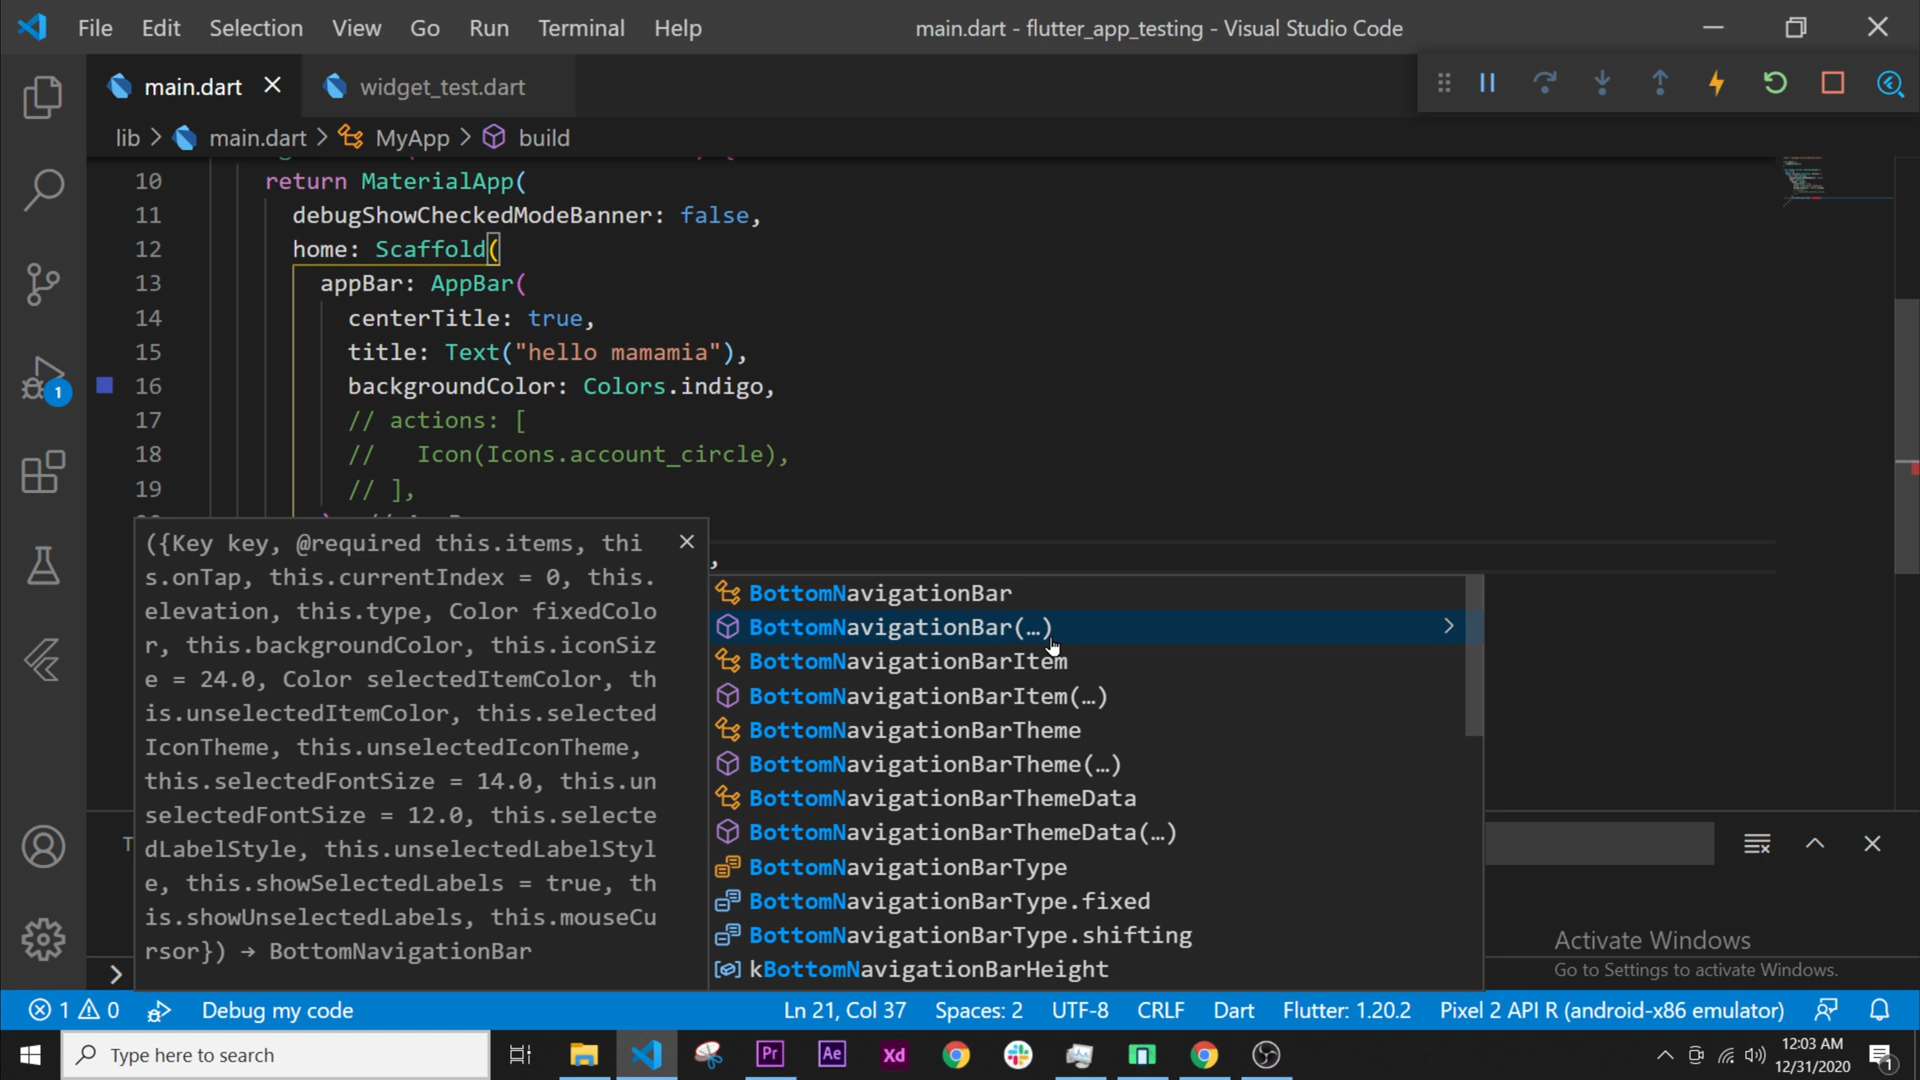 File Edit Selection View Go Run Terminal Help
main.dart - flutter_app_testing - Visual Studio Code
main.dart
widget_test.dart
lib > main.dart > MyApp > build
10 return MaterialApp(
11 debugShowCheckedModeBanner: false,
12 home: Scaffold(
13 appBar: AppBar(
14 centerTitle: true,
15 title: Text("hello mamamia"),
16 backgroundColor: Colors.indigo,
17 // actions: [
18 //   Icon(Icons.account_circle),
19 // ],
1
({Key key, @required this.items, thi
s.onTap, this.currentIndex = 0, this.
elevation, this.type, Color fixedColo
r, this.backgroundColor, this.iconSiz
e = 24.0, Color selectedItemColor, th
is.unselectedItemColor, this.selected
IconTheme, this.unselectedIconTheme,
this.selectedFontSize = 14.0, this.un
selectedFontSize = 12.0, this.selecte
dLabelStyle, this.unselectedLabelStyl
e, this.showSelectedLabels = true, th
is.showUnselectedLabels, this.mouseCu
rsor}) → BottomNavigationBar
,
BottomNavigationBar
BottomNavigationBar(…)
BottomNavigationBarItem
BottomNavigationBarItem(…)
BottomNavigationBarTheme
BottomNavigationBarTheme(…)
BottomNavigationBarThemeData
BottomNavigationBarThemeData(…)
BottomNavigationBarType
BottomNavigationBarType.fixed
BottomNavigationBarType.shifting
kBottomNavigationBarHeight
Activate Windows
Go to Settings to activate Windows.
1 0 Debug my code Ln 21, Col 37 Spaces: 2 UTF-8 CRLF Dart Flutter: 1.20.2 Pixel 2 API R (android-x86 emulator)
Type here to search
Pr Ae Xd
12:03 AM
12/31/2020
1